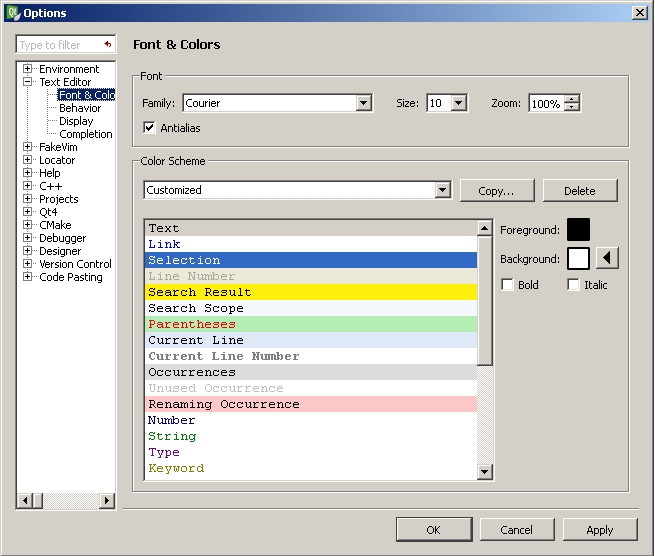 Options
Type to filter
Font & Colors
Environment
Text Editor
Font & Colo
Behavior
Display
Completion
FakeVim
Locator
Help
C++
Projects
Qt4
CMake
Debugger
Designer
Version Control
Code Pasting
Font
Family: Courier Size: 10 Zoom: 100%
Antialias
Color Scheme
Customized Copy... Delete
Text
Link
Selection
Line Number
Search Result
Search Scope
Parentheses
Current Line
Current Line Number
Occurrences
Unused Occurrence
Renaming Occurrence
Number
String
Type
Keyword
Foreground:
Background:
Bold Italic
OK Cancel Apply